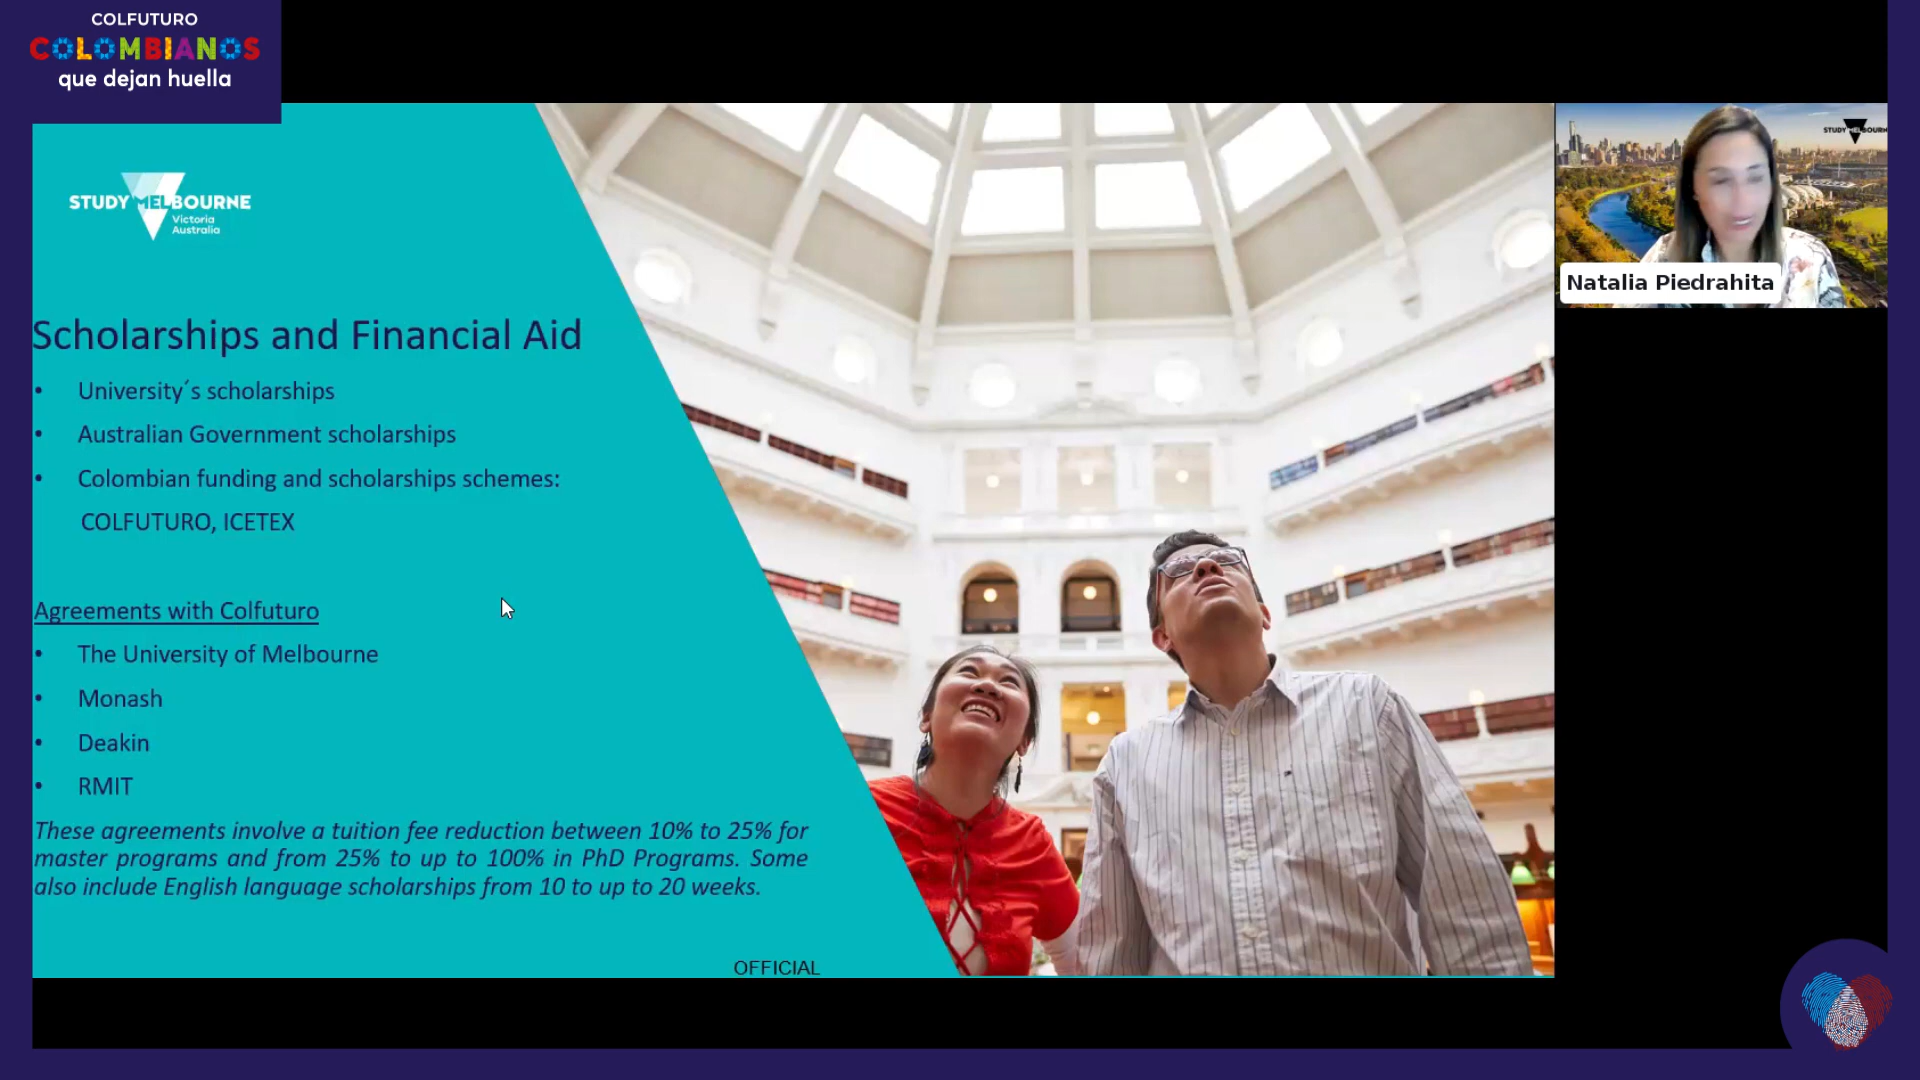 COLFUTURO
COLOMBIANOS
que dejan huella
STUDY MELBOURNE
Victoria
Australia
Scholarships and Financial Aid
• University´s scholarships
• Australian Government scholarships
• Colombian funding and scholarships schemes:
COLFUTURO, ICETEX
Agreements with Colfuturo
• The University of Melbourne
• Monash
• Deakin
• RMIT
These agreements involve a tuition fee reduction between 10% to 25% for
master programs and from 25% to up to 100% in PhD Programs. Some
also include English language scholarships from 10 to up to 20 weeks.
OFFICIAL
STUDY MELBOURN
Natalia Piedrahita